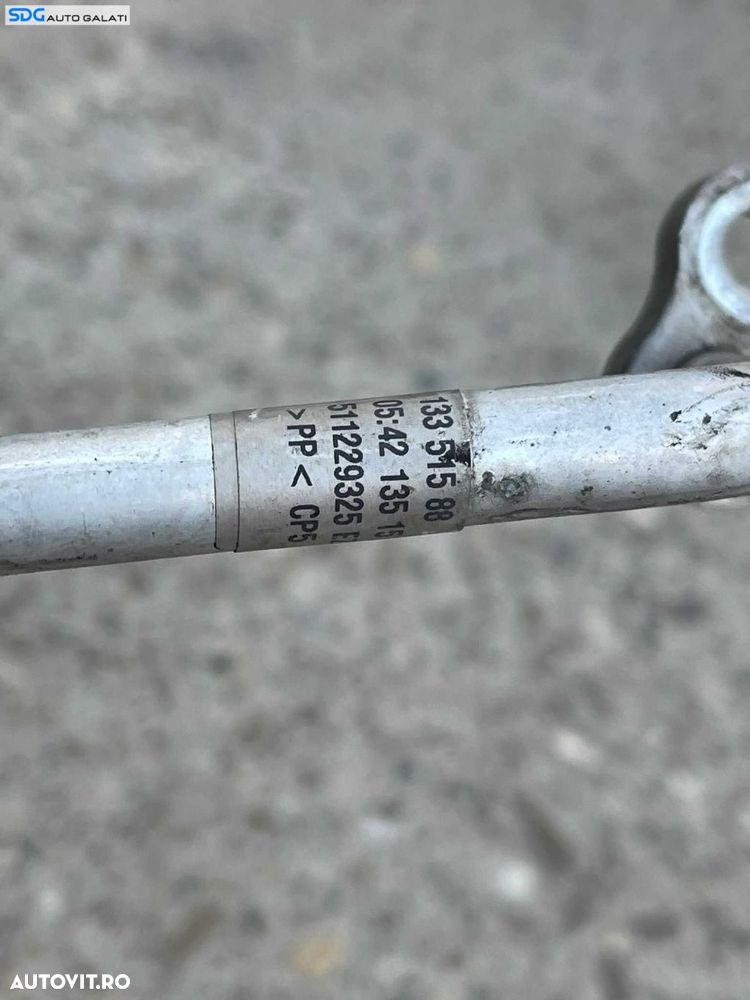 SDG AUTO GALATI
133 515 88
05:42 135 15
511229325 E
>PP< CP5
AUTOVIT.RO